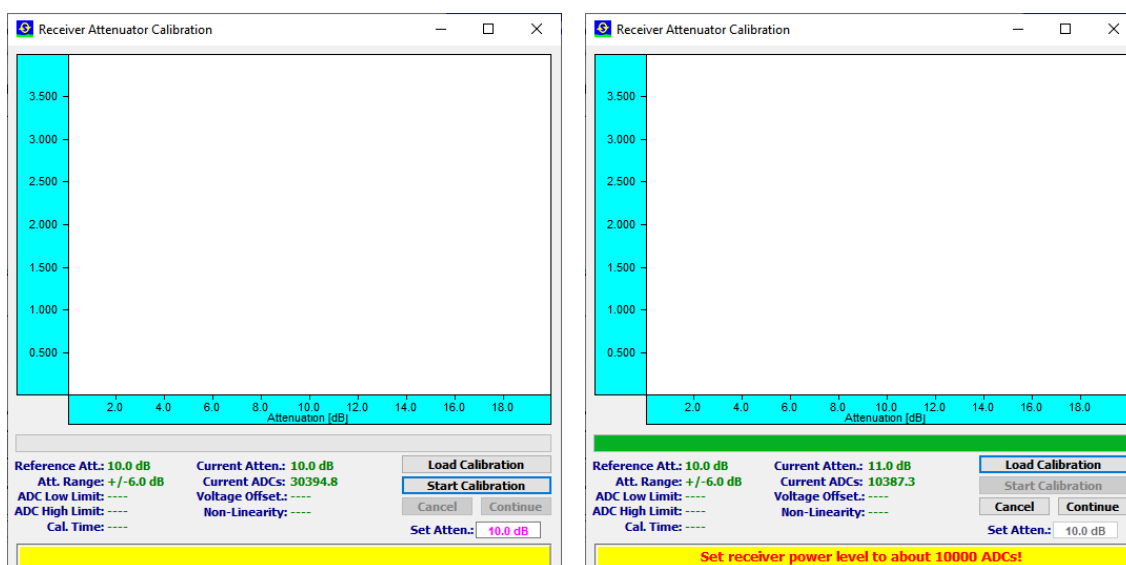 Receiver Attenuator Calibration
3.500
3.000
2.500
2.000
1.500
1.000
0.500
2.0 4.0 6.0 8.0 10.0 12.0 14.0 16.0 18.0
Attenuation [dB]
Reference Att.: 10.0 dB Current Atten.: 10.0 dB Load Calibration
Att. Range: +/-6.0 dB Current ADCs: 30394.8 Start Calibration
ADC Low Limit: ---- Voltage Offset.: ---- Cancel Continue
ADC High Limit: ---- Non-Linearity: ----
Cal. Time: ---- Set Atten.: 10.0 dB
Receiver Attenuator Calibration
3.500
3.000
2.500
2.000
1.500
1.000
0.500
2.0 4.0 6.0 8.0 10.0 12.0 14.0 16.0 18.0
Attenuation [dB]
Reference Att.: 10.0 dB Current Atten.: 11.0 dB Load Calibration
Att. Range: +/-6.0 dB Current ADCs: 10387.3 Start Calibration
ADC Low Limit: ---- Voltage Offset.: ---- Cancel Continue
ADC High Limit: ---- Non-Linearity: ----
Cal. Time: ---- Set Atten.: 10.0 dB
Set receiver power level to about 10000 ADCs!